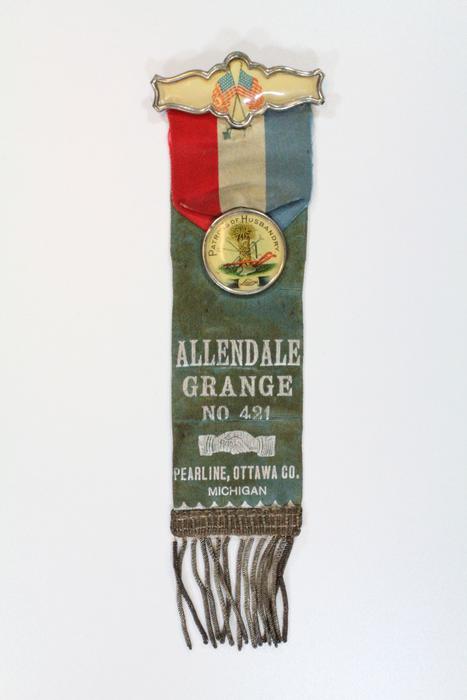 PATRONS OF HUSBANDRY
ALLENDALE
GRANGE
NO 421
PEARLINE, OTTAWA CO.
MICHIGAN